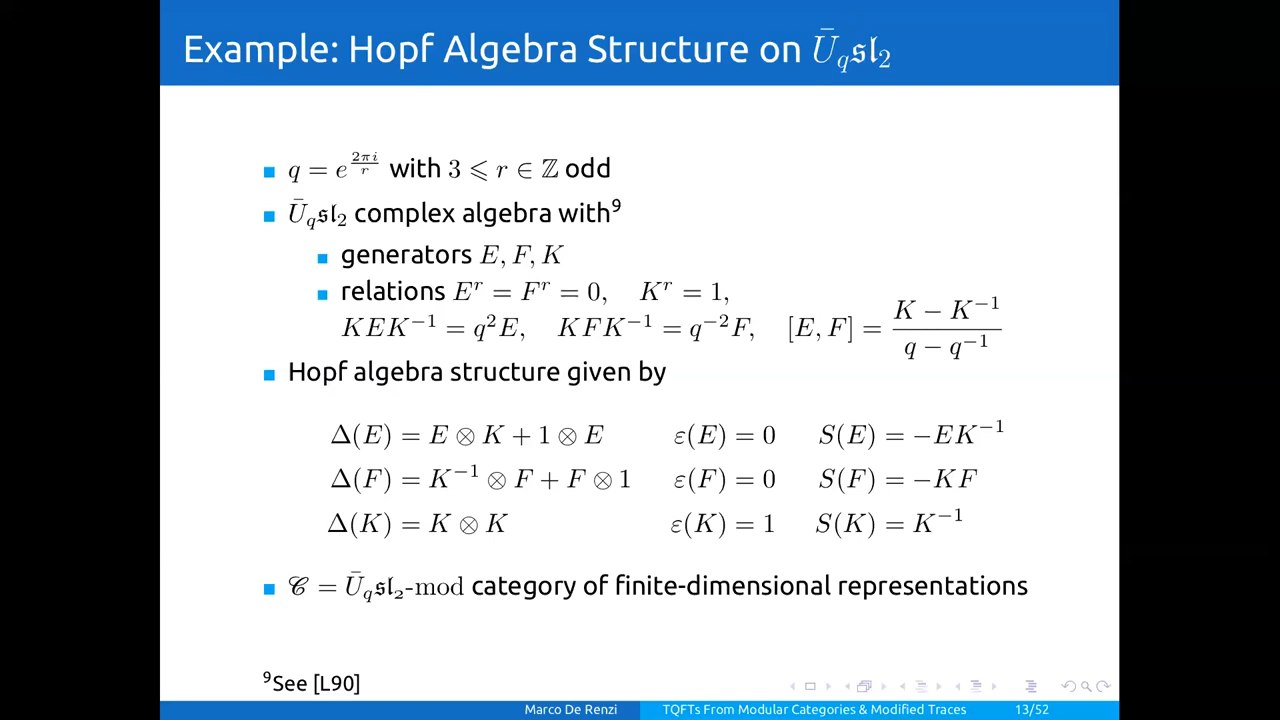 Example: Hopf Algebra Structure on Ūq𝔰𝔩₂
q = e^{2πi/r} with 3 ⩽ r ∈ ℤ odd
Ūq𝔰𝔩₂ complex algebra with⁹
generators E, F, K
relations E^r = F^r = 0, K^r = 1,
KEK⁻¹ = q²E, KFK⁻¹ = q⁻²F, [E, F] = (K − K⁻¹)/(q − q⁻¹)
Hopf algebra structure given by
Δ(E) = E ⊗ K + 1 ⊗ E ε(E) = 0 S(E) = −EK⁻¹
Δ(F) = K⁻¹ ⊗ F + F ⊗ 1 ε(F) = 0 S(F) = −KF
Δ(K) = K ⊗ K ε(K) = 1 S(K) = K⁻¹
𝒞 = Ūq𝔰𝔩₂-mod category of finite-dimensional representations
⁹See [L90]
Marco De Renzi TQFTs From Modular Categories & Modified Traces 13/52